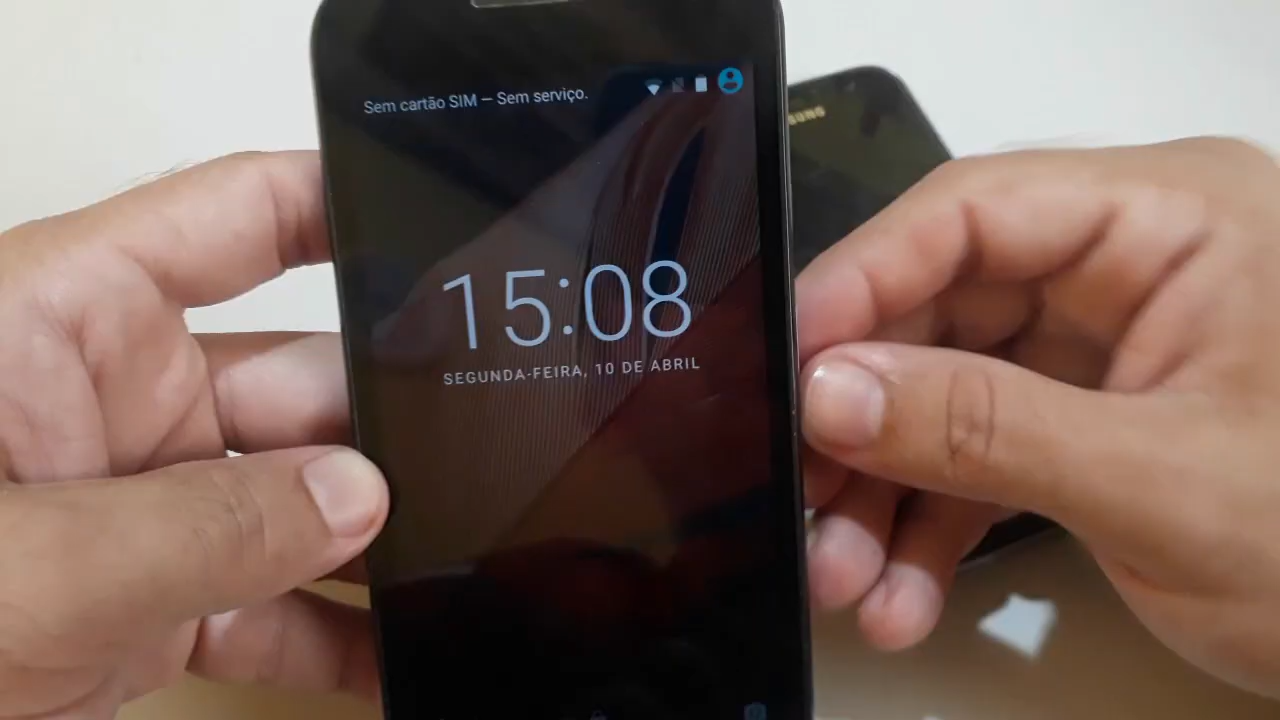 Sem cartão SIM — Sem serviço.
15:08
SEGUNDA-FEIRA, 10 DE ABRIL